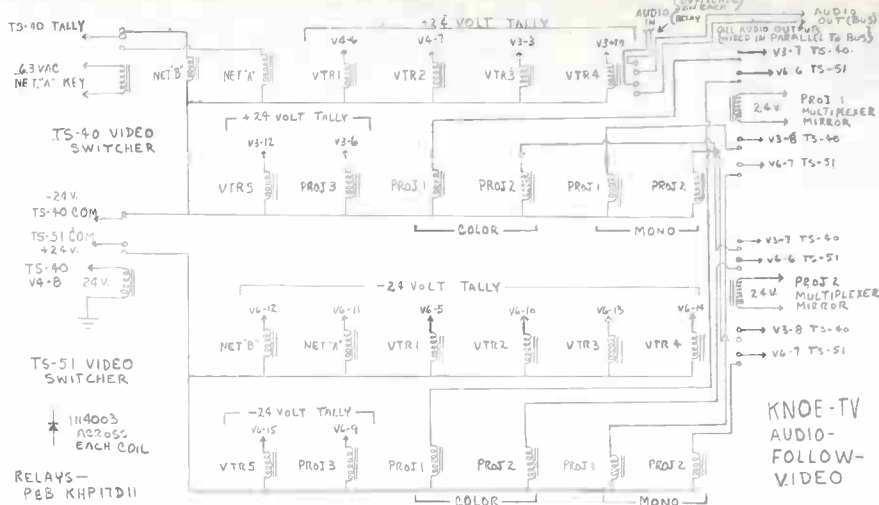 (DUPLICATED
ON EACH
RELAY)
AUDIO IN
AUDIO OUT (BUS)
(ALL AUDIO OUTPUTS
WIRED IN PARALLEL TO BUS)
TS-40 TALLY
VOLT TALLY
V4-6
V4-7
V3-3
.63 VAC
NET "A" KEY
NET "B"
NET "A"
VTR1
VTR2
VTR3
VTR4
V3-7 TS-40
V6-6 TS-51
24V.
PROJ 1
MULTIPLEXER
MIRROR
V3-8 TS-40
V6-7 TS-51
TS-40 VIDEO
SWITCHER
+24 VOLT TALLY
V3-12
V3-6
VTR5
PROJ 3
PROJ 1
PROJ 2
PROJ 1
PROJ 2
COLOR
MONO
-24V.
TS-40 COM
TS-51 COM
+24V.
TS-40
V4-8
24V.
V3-7 TS-40
V6-6 TS-51
24V.
PROJ 2
MULTIPLEXER
MIRROR
V3-8 TS-40
V6-7 TS-51
-24 VOLT TALLY
V6-12
V6-11
V6-5
V6-10
V6-13
V6-14
NET "B"
NET "A"
VTR1
VTR2
VTR3
VTR4
TS-51 VIDEO
SWITCHER
1N4003
ACROSS
EACH COIL
RELAYS-
P&B KHP17D11
-24 VOLT TALLY
V6-15
V6-9
VTR5
PROJ 3
PROJ 1
PROJ 2
PROJ 1
PROJ 2
COLOR
MONO
KNOE-TV
AUDIO-
FOLLOW-
VIDEO